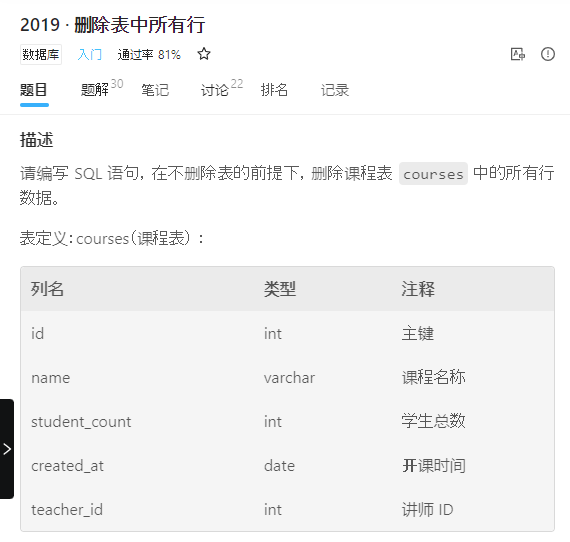 2019 · 删除表中所有行
数据库 入门 通过率 81%
题目 题解30 笔记 讨论22 排名 记录
描述
请编写 SQL 语句, 在不删除表的前提下, 删除课程表 courses 中的所有行
数据。
表定义: courses(课程表) :
列名 类型 注释
id int 主键
name varchar 课程名称
student_count int 学生总数
created_at date 开课时间
teacher_id int 讲师 ID